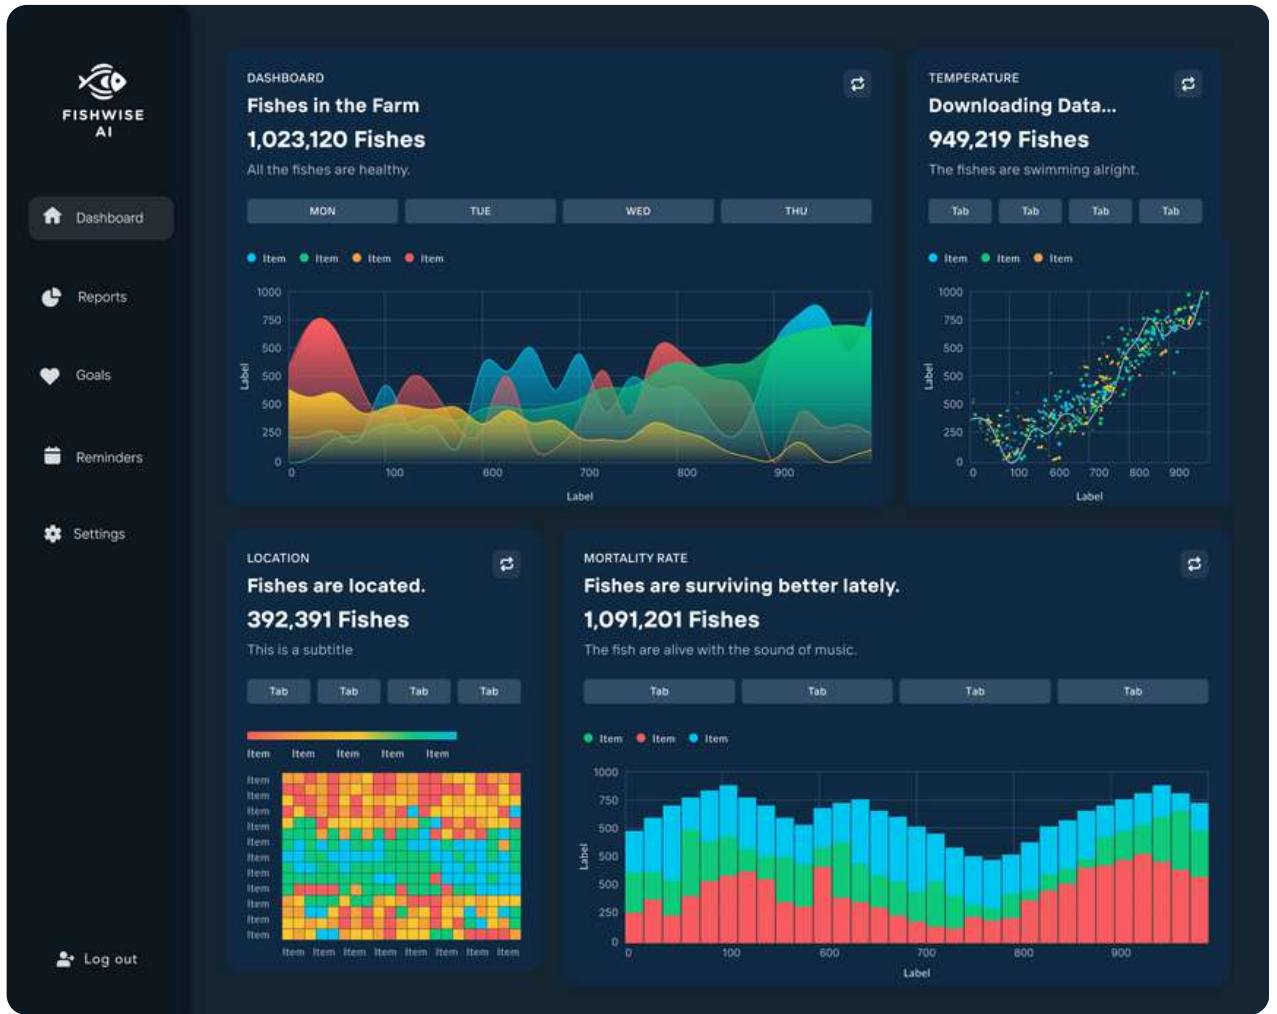 FISHWISE
AI
Dashboard
Reports
Goals
Reminders
Settings
Log out
DASHBOARD
Fishes in the Farm
1,023,120 Fishes
All the fishes are healthy.
MON TUE WED THU
Item Item Item Item
1000
750
500
500
500
250
0
Label
0 100 600 700 800 900
Label
TEMPERATURE
Downloading Data...
949,219 Fishes
The fishes are swimming alright.
Tab Tab Tab Tab
Item Item Item
1000
750
500
500
500
250
0
Label
0 100 600 700 800 900
Label
LOCATION
Fishes are located.
392,391 Fishes
This is a subtitle
Tab Tab Tab Tab
Item Item Item Item Item
Item
Item
Item
Item
Item
Item
Item
Item
Item
Item
Item
Item Item Item Item Item Item Item Item
MORTALITY RATE
Fishes are surviving better lately.
1,091,201 Fishes
The fish are alive with the sound of music.
Tab Tab Tab Tab
Item Item Item
1000
750
500
500
500
250
0
Label
0 100 600 700 800 900
Label